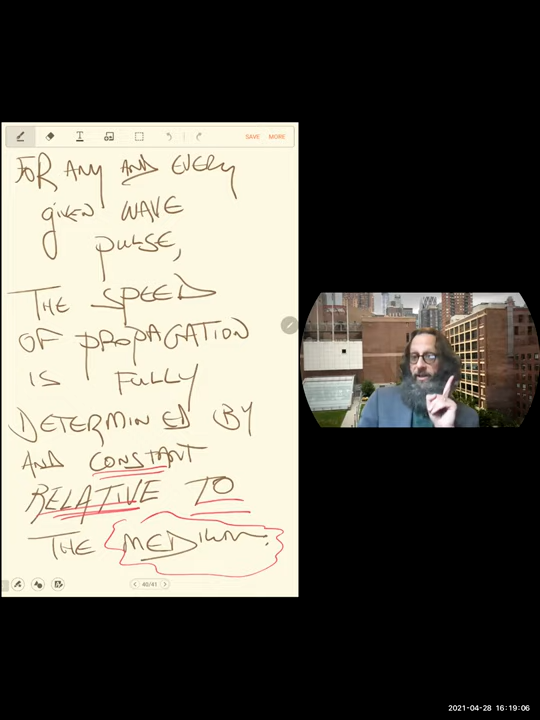 SAVE MORE
FOR ANY AND EVERY
given WAVE
pulse,
THE SPEED
OF PROPAGATION
IS FULLY
DETERMINED BY
AND CONSTANT
RELATIVE TO
THE MEDIUM.
40/41
2021-04-28 16:19:06